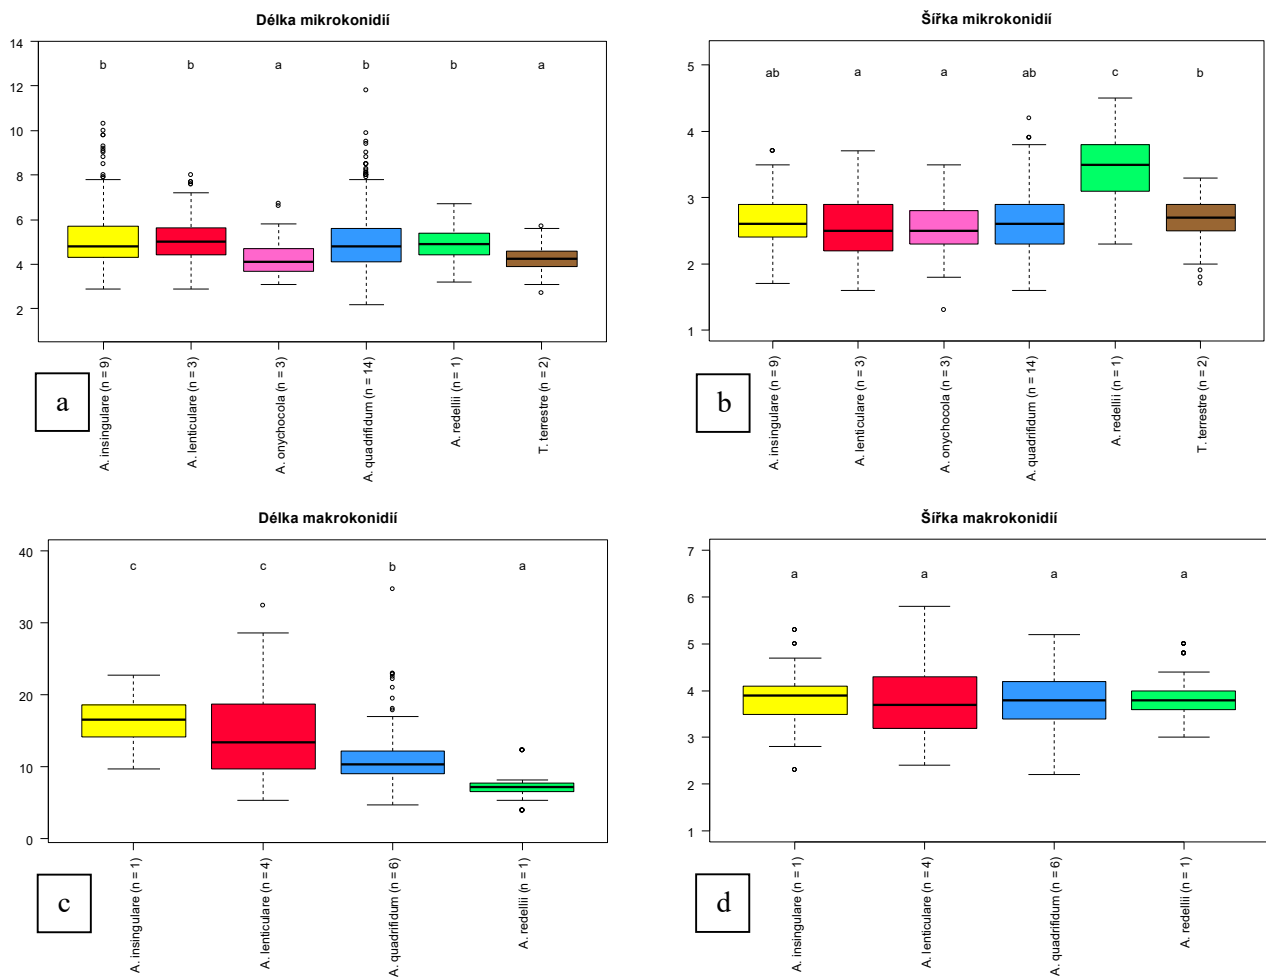 Délka mikrokonidií
14
12
10
8
6
4
2
b b a b b a
A. insingulare (n = 9)
A. lenticulare (n = 3)
A. onychocola (n = 3)
A. quadrifidum (n = 14)
A. redellii (n = 1)
T. terrestre (n = 2)
a
Šířka mikrokonidií
5
4
3
2
1
ab a a ab c b
A. insingulare (n = 9)
A. lenticulare (n = 3)
A. onychocola (n = 3)
A. quadrifidum (n = 14)
A. redellii (n = 1)
T. terrestre (n = 2)
b
Délka makrokonidií
40
30
20
10
0
c c b a
A. insingulare (n = 1)
A. lenticulare (n = 4)
A. quadrifidum (n = 6)
A. redellii (n = 1)
c
Šířka makrokonidií
7
6
5
4
3
2
1
a a a a
A. insingulare (n = 1)
A. lenticulare (n = 4)
A. quadrifidum (n = 6)
A. redellii (n = 1)
d